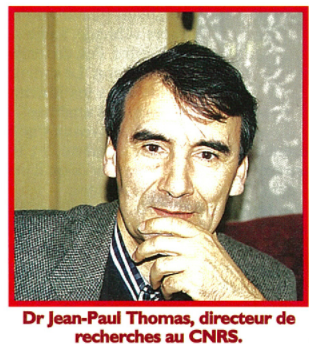 Dr Jean-Paul Thomas, directeur de
recherches au CNRS.